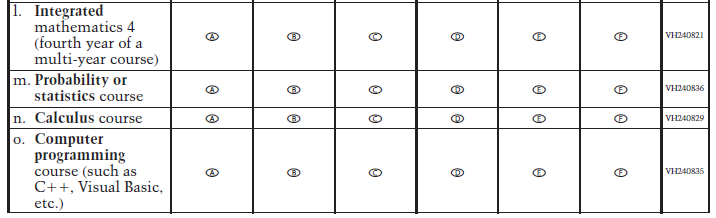 l. Integrated
mathematics 4
(fourth year of a
multi-year course)
A B C D E F VH240821
m. Probability or
statistics course
A B C D E F VH240836
n. Calculus course A B C D E F VH240829
o. Computer
programming
course (such as
C++, Visual Basic,
etc.)
A B C D E F VH240835